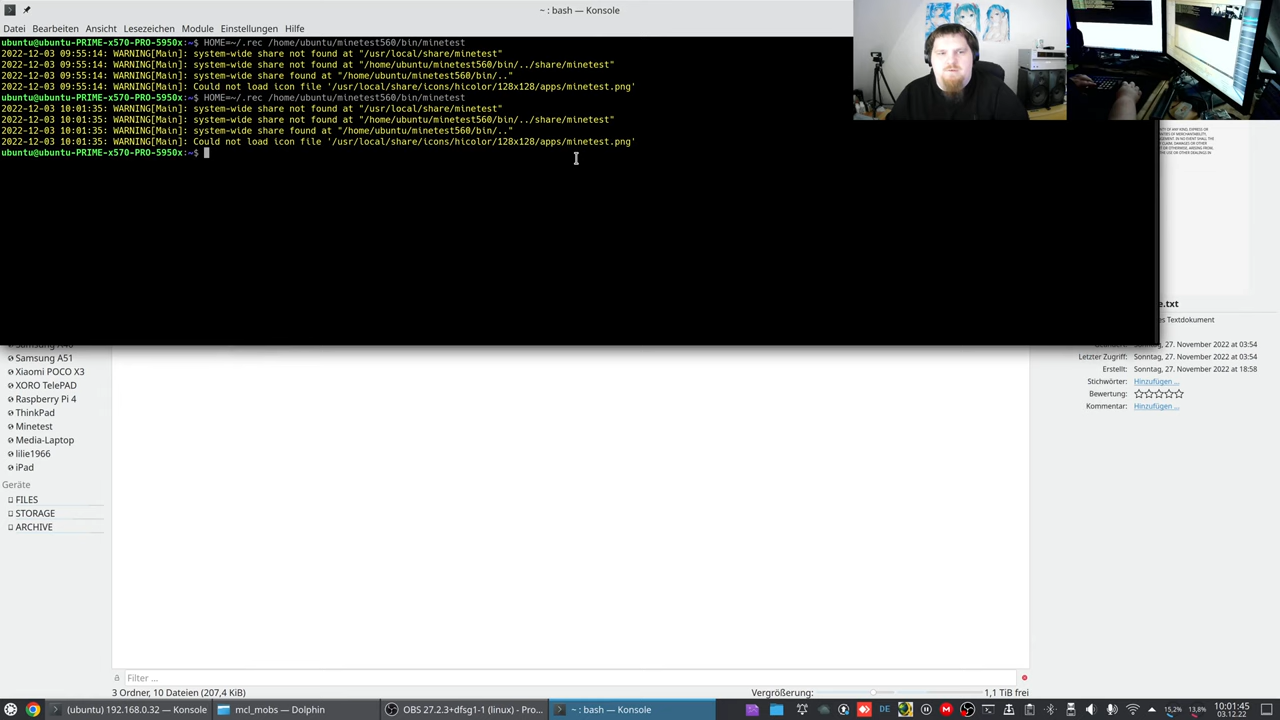 ~ : bash — Konsole
Datei Bearbeiten Ansicht Lesezeichen Module Einstellungen Hilfe
ubuntu@ubuntu-PRIME-x570-PRO-5950x:~$ HOME=~/.rec /home/ubuntu/minetest560/bin/minetest
2022-12-03 09:55:14: WARNING[Main]: system-wide share not found at "/usr/local/share/minetest"
2022-12-03 09:55:14: WARNING[Main]: system-wide share not found at "/home/ubuntu/minetest560/bin/../share/minetest"
2022-12-03 09:55:14: WARNING[Main]: system-wide share found at "/home/ubuntu/minetest560/bin/.."
2022-12-03 09:55:14: WARNING[Main]: Could not load icon file '/usr/local/share/icons/hicolor/128x128/apps/minetest.png'
ubuntu@ubuntu-PRIME-x570-PRO-5950x:~$ HOME=~/.rec /home/ubuntu/minetest560/bin/minetest
2022-12-03 10:01:35: WARNING[Main]: system-wide share not found at "/usr/local/share/minetest"
2022-12-03 10:01:35: WARNING[Main]: system-wide share not found at "/home/ubuntu/minetest560/bin/../share/minetest"
2022-12-03 10:01:35: WARNING[Main]: system-wide share found at "/home/ubuntu/minetest560/bin/.."
2022-12-03 10:01:35: WARNING[Main]: Could not load icon file '/usr/local/share/icons/hicolor/128x128/apps/minetest.png'
ubuntu@ubuntu-PRIME-x570-PRO-5950x:~$
e.txt
es Textdokument
Sonntag, 27. November 2022 at 03:54
Letzter Zugriff: Sonntag, 27. November 2022 at 03:54
Erstellt: Sonntag, 27. November 2022 at 18:58
Stichwörter: Hinzufügen ...
Bewertung:
Kommentar: Hinzufügen ...
Samsung A51
Xiaomi POCO X3
XORO TelePAD
Raspberry Pi 4
ThinkPad
Minetest
Media-Laptop
lilie1966
iPad
Geräte
FILES
STORAGE
ARCHIVE
Filter ...
3 Ordner, 10 Dateien (207,4 KiB) Vergrößerung: 1,1 TiB frei
(ubuntu) 192.168.0.32 — Konsole mcl_mobs — Dolphin OBS 27.2.3+dfsg1-1 (linux) - Pro... ~ : bash — Konsole DE 15,2% 13,8% 10:01:45
03.12.22